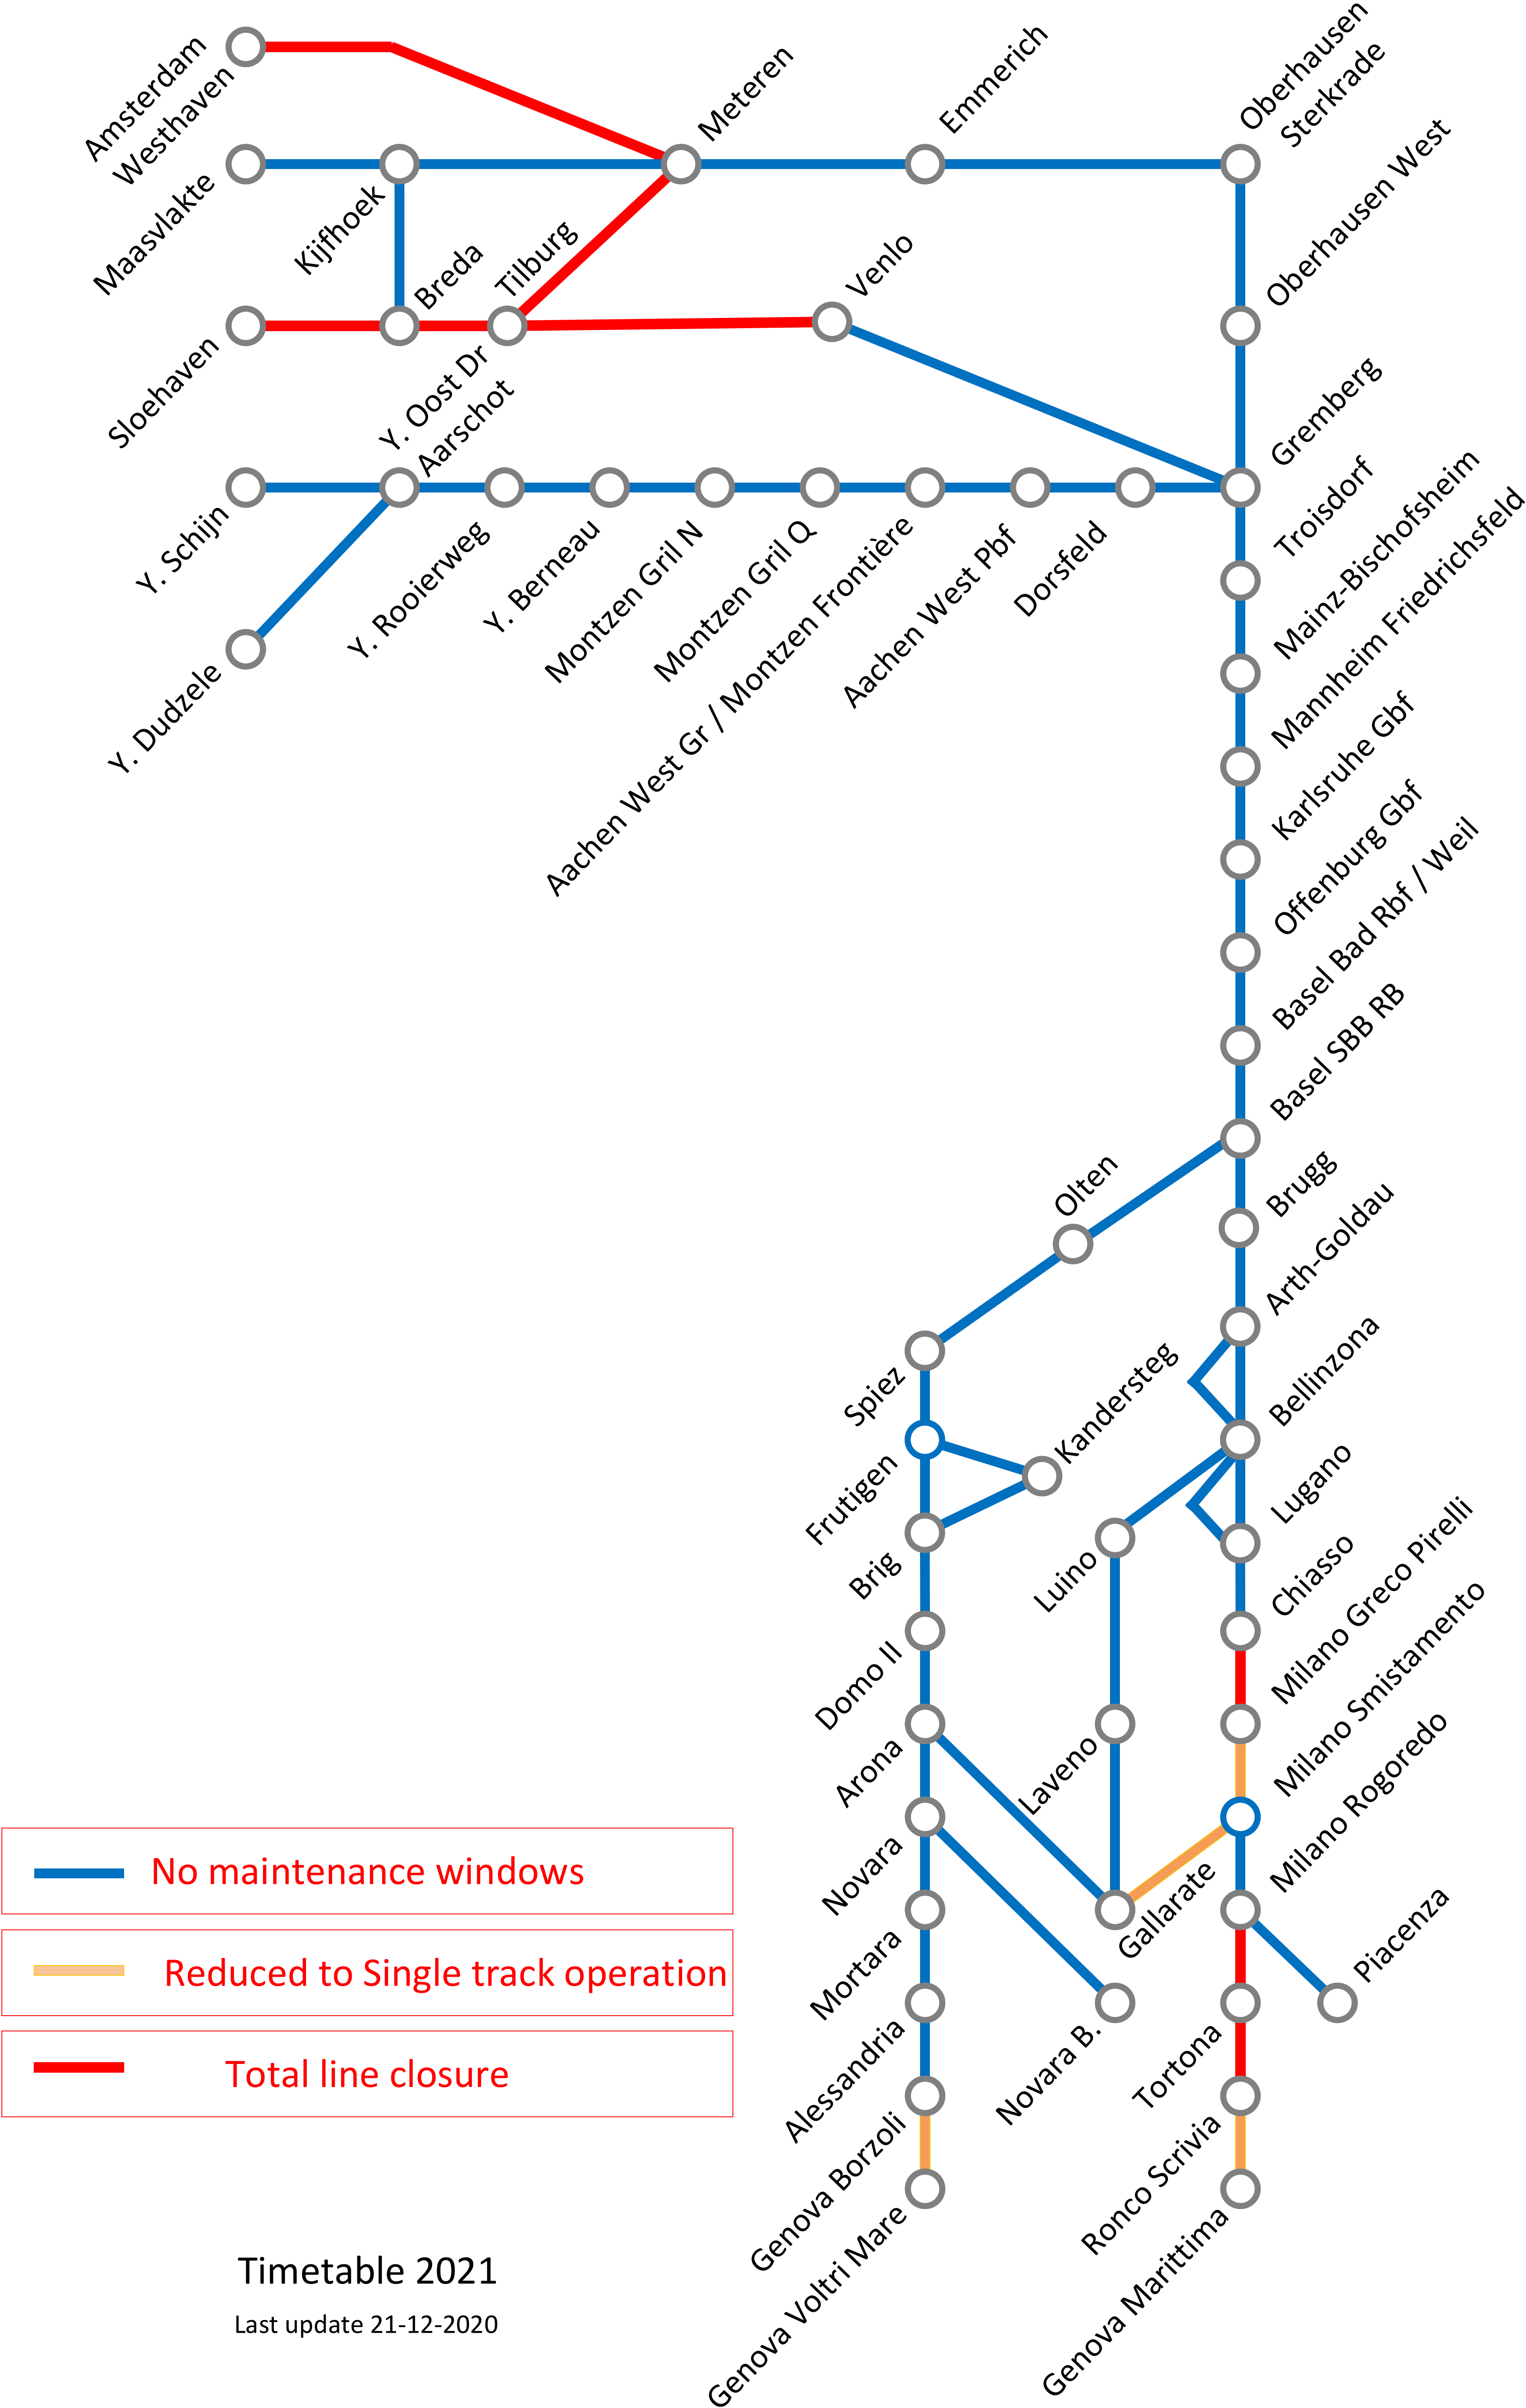 Amsterdam
Westhaven
Meteren
Emmerich
Oberhausen
Sterkrade
Maasvlakte
Kijfhoek
Breda
Tilburg
Venlo
Oberhausen West
Sloehaven
Y. Oost Dr
Aarschot
Gremberg
Y. Schijn
Y. Rooierweg
Y. Berneau
Montzen Gril N
Montzen Gril Q
Aachen West Gr / Montzen Frontière
Aachen West Pbf
Dorsfeld
Troisdorf
Y. Dudzele
Mainz-Bischofsheim
Mannheim Friedrichsfeld
Karlsruhe Gbf
Offenburg Gbf
Basel Bad Rbf / Weil
Basel SBB RB
Olten
Brugg
Arth-Goldau
Spiez
Kandersteg
Bellinzona
Frutigen
Lugano
Brig
Luino
Chiasso
Domo II
Milano Greco Pirelli
Arona
Laveno
Milano Smistamento
Novara
Gallarate
Milano Rogoredo
Mortara
Novara B.
Piacenza
Alessandria
Tortona
Genova Borzoli
Ronco Scrivia
Genova Voltri Mare
Genova Marittima
No maintenance windows
Reduced to Single track operation
Total line closure
Timetable 2021
Last update 21-12-2020